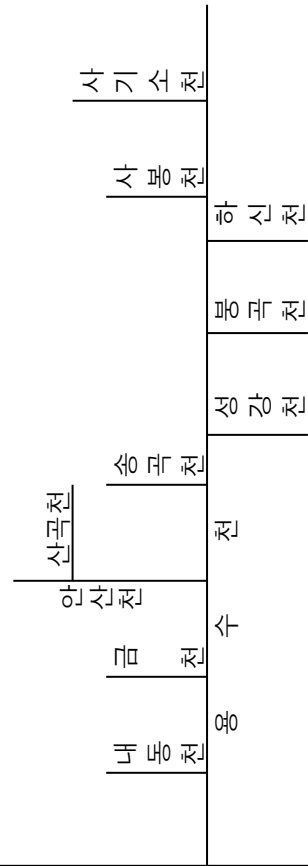 사 기 소 천
사 봉 천
하 신 천
봉 곡 천
성 강 천
송 곡 천
산곡천
안산천
금 천
용 수 천
내 동 천